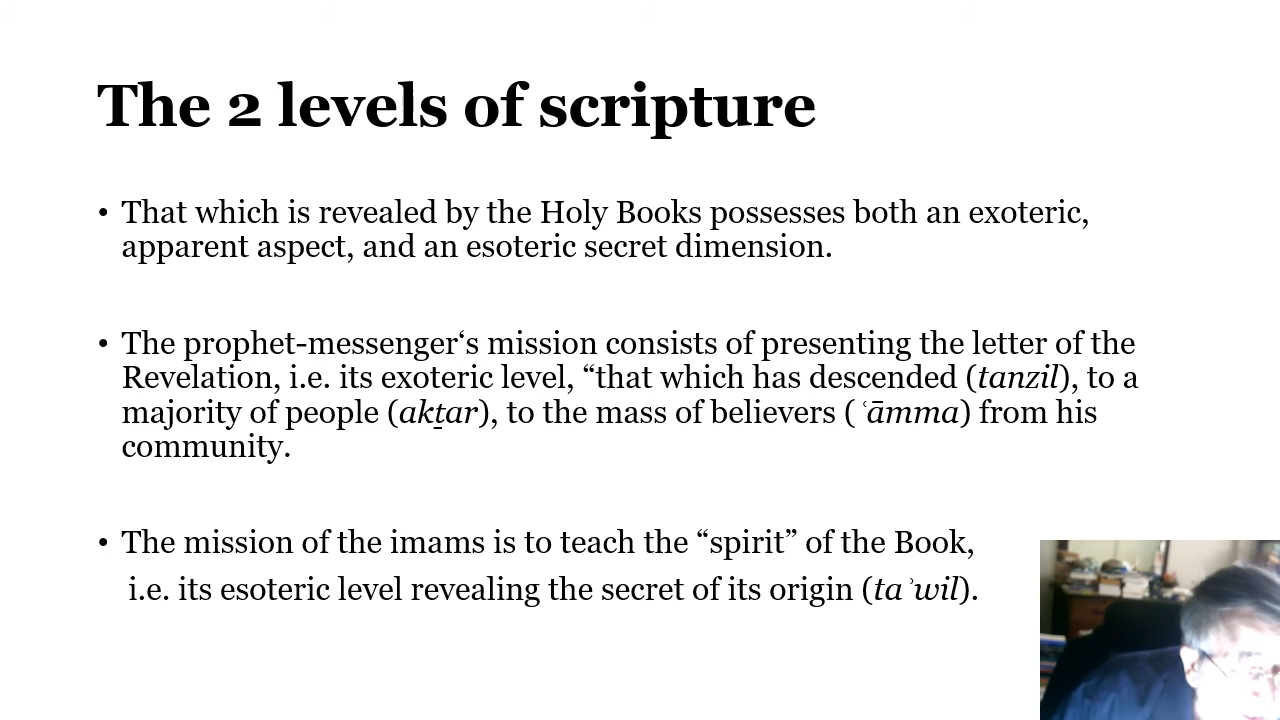 The 2 levels of scripture
• That which is revealed by the Holy Books possesses both an exoteric,
apparent aspect, and an esoteric secret dimension.
• The prophet-messenger‘s mission consists of presenting the letter of the
Revelation, i.e. its exoteric level, “that which has descended (tanzil), to a
majority of people (akṯar), to the mass of believers ( ʿāmma) from his
community.
• The mission of the imams is to teach the “spirit” of the Book,
i.e. its esoteric level revealing the secret of its origin (ta ʾwil).